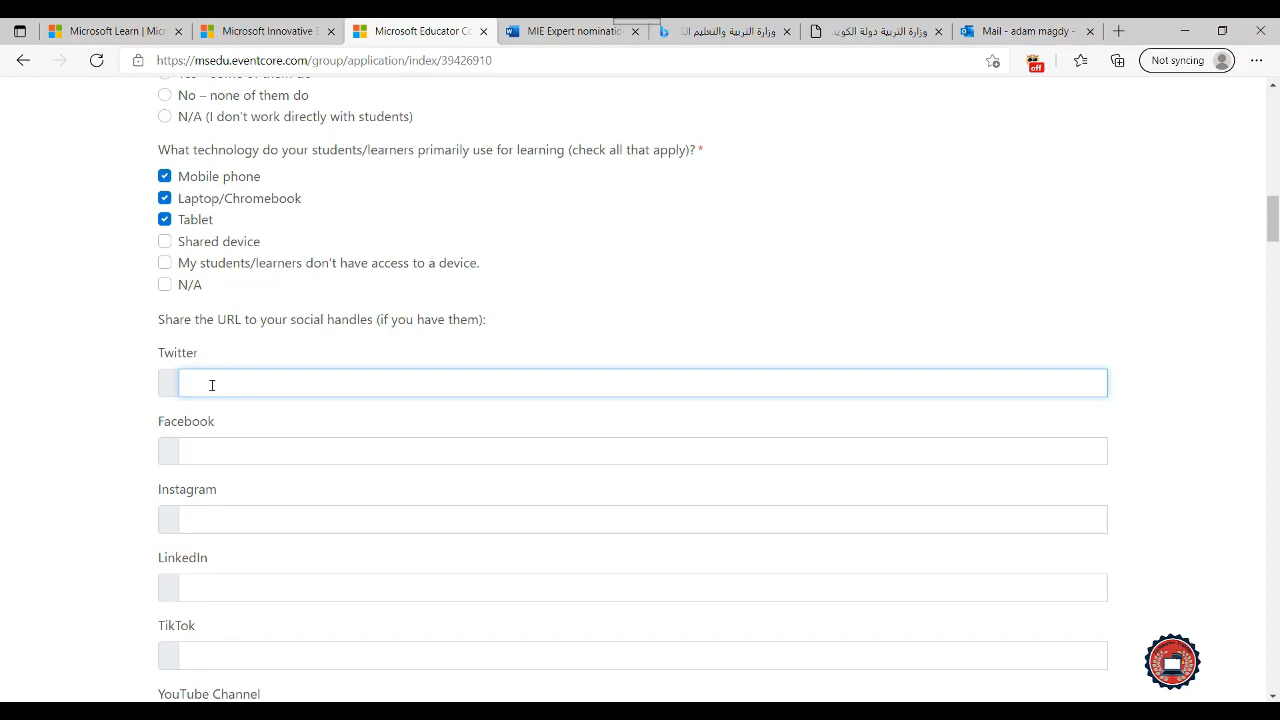 Microsoft Learn | Mic
Microsoft Innovative E
Microsoft Educator Ce
MIE Expert nominatio
وزارة التربية والتعليم ال
وزارة التربية دولة الكويت
Mail - adam magdy -
https://msedu.eventcore.com/group/application/index/39426910
off
Not syncing
No – none of them do
N/A (I don't work directly with students)
What technology do your students/learners primarily use for learning (check all that apply)? *
Mobile phone
Laptop/Chromebook
Tablet
Shared device
My students/learners don't have access to a device.
N/A
Share the URL to your social handles (if you have them):
Twitter
Facebook
Instagram
LinkedIn
TikTok
YouTube Channel